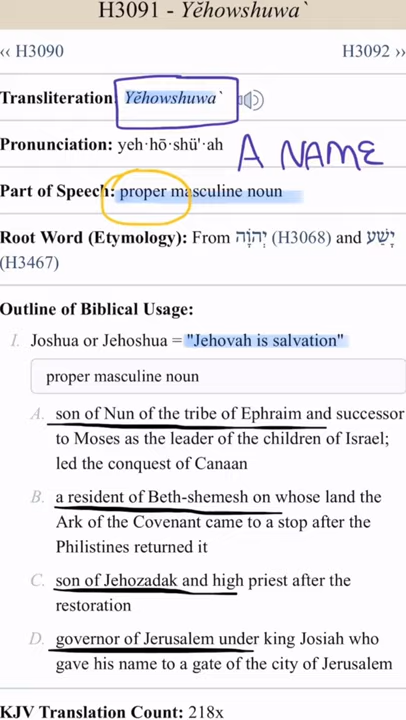 H3091 - Yĕhowshuwa`
‹‹ H3090
H3092 ››
Transliteration: Yĕhowshuwa`
Pronunciation: yeh·hō·shü'·ah
A NAME
Part of Speech: proper masculine noun
Root Word (Etymology): From יְהוָֹה (H3068) and יָשַׁע
(H3467)
Outline of Biblical Usage:
I. Joshua or Jehoshua = "Jehovah is salvation"
proper masculine noun
A. son of Nun of the tribe of Ephraim and successor
to Moses as the leader of the children of Israel;
led the conquest of Canaan
B. a resident of Beth-shemesh on whose land the
Ark of the Covenant came to a stop after the
Philistines returned it
C. son of Jehozadak and high priest after the
restoration
D. governor of Jerusalem under king Josiah who
gave his name to a gate of the city of Jerusalem
KJV Translation Count: 218x